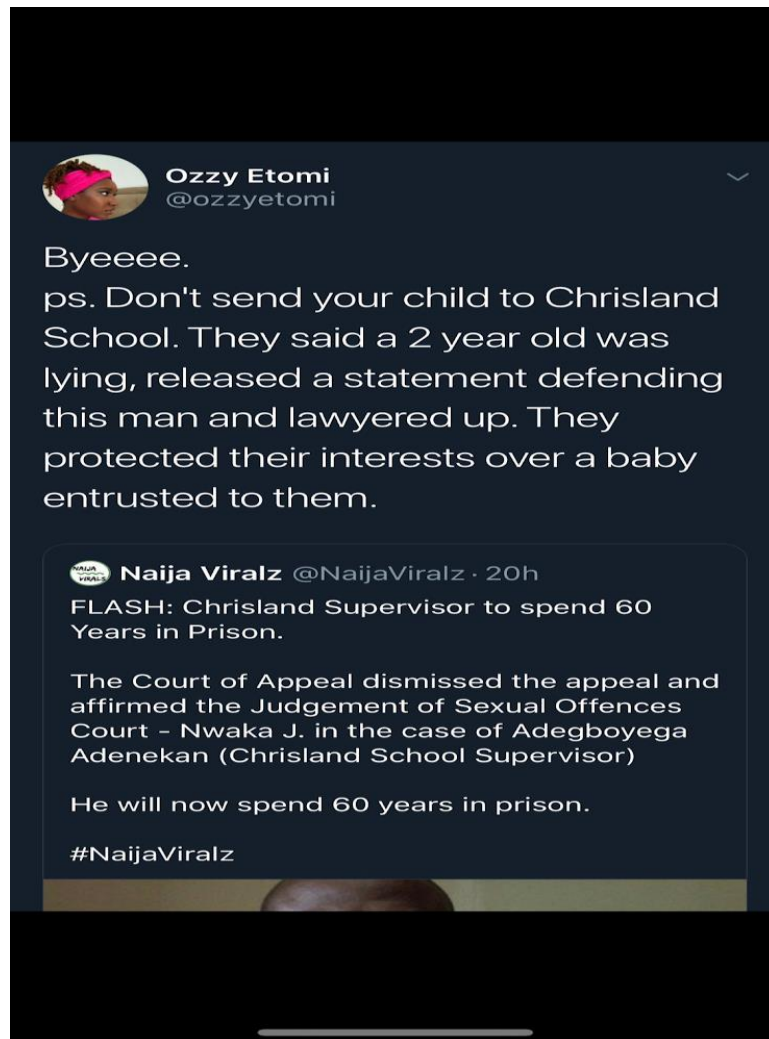 Ozzy Etomi
@ozzyetomi
Byeeee.
ps. Don't send your child to Chrisland
School. They said a 2 year old was
lying, released a statement defending
this man and lawyered up. They
protected their interests over a baby
entrusted to them.
NAIJA
VIRALS
Naija Viralz @NaijaViralz · 20h
FLASH: Chrisland Supervisor to spend 60
Years in Prison.
The Court of Appeal dismissed the appeal and
affirmed the Judgement of Sexual Offences
Court - Nwaka J. in the case of Adegboyega
Adenekan (Chrisland School Supervisor)
He will now spend 60 years in prison.
#NaijaViralz